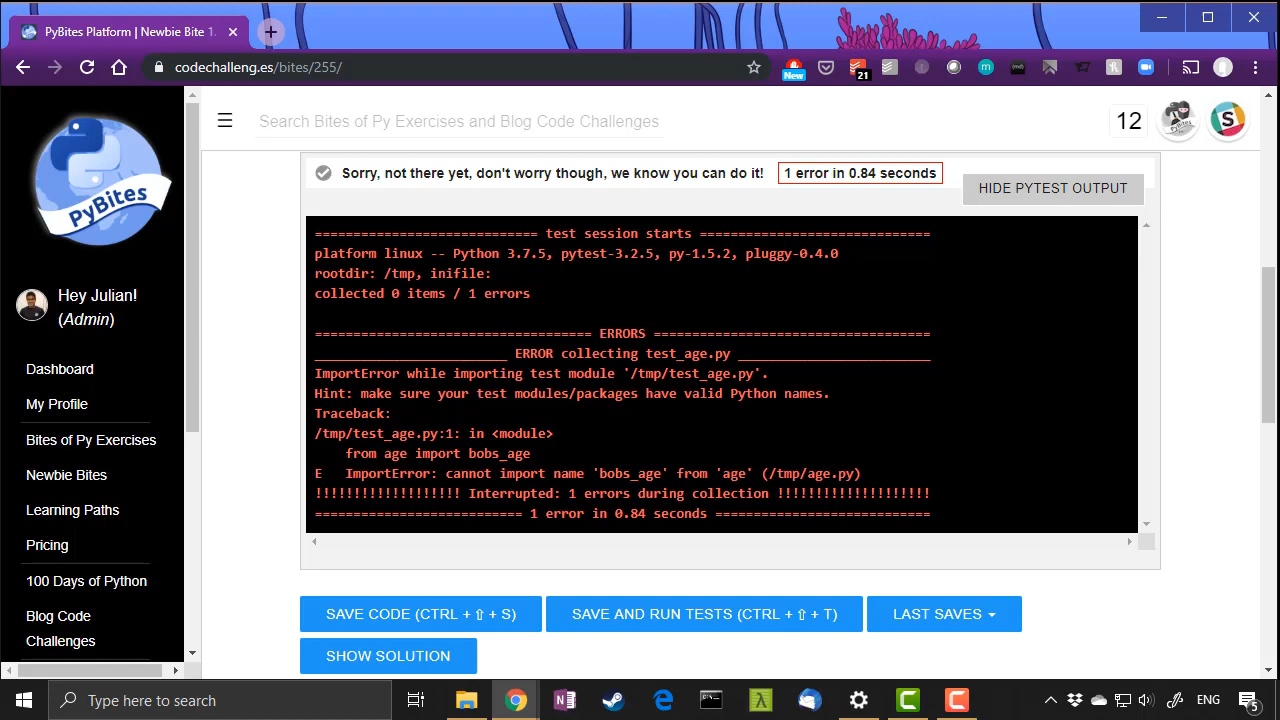 PyBites Platform | Newbie Bite 1.
codechalleng.es/bites/255/
New
21
Search Bites of Py Exercises and Blog Code Challenges
12
S
PyBites
Hey Julian!
(Admin)
Dashboard
My Profile
Bites of Py Exercises
Newbie Bites
Learning Paths
Pricing
100 Days of Python
Blog Code
Challenges
Sorry, not there yet, don't worry though, we know you can do it!
1 error in 0.84 seconds
HIDE PYTEST OUTPUT
============================= test session starts ==============================
platform linux -- Python 3.7.5, pytest-3.2.5, py-1.5.2, pluggy-0.4.0
rootdir: /tmp, inifile:
collected 0 items / 1 errors
==================================== ERRORS ====================================
_________________________ ERROR collecting test_age.py _________________________
ImportError while importing test module '/tmp/test_age.py'.
Hint: make sure your test modules/packages have valid Python names.
Traceback:
/tmp/test_age.py:1: in <module>
    from age import bobs_age
E   ImportError: cannot import name 'bobs_age' from 'age' (/tmp/age.py)
!!!!!!!!!!!!!!!!!!! Interrupted: 1 errors during collection !!!!!!!!!!!!!!!!!!!!
=========================== 1 error in 0.84 seconds ============================
SAVE CODE (CTRL + ⇧ + S)
SAVE AND RUN TESTS (CTRL + ⇧ + T)
LAST SAVES
SHOW SOLUTION
Type here to search
ENG
5